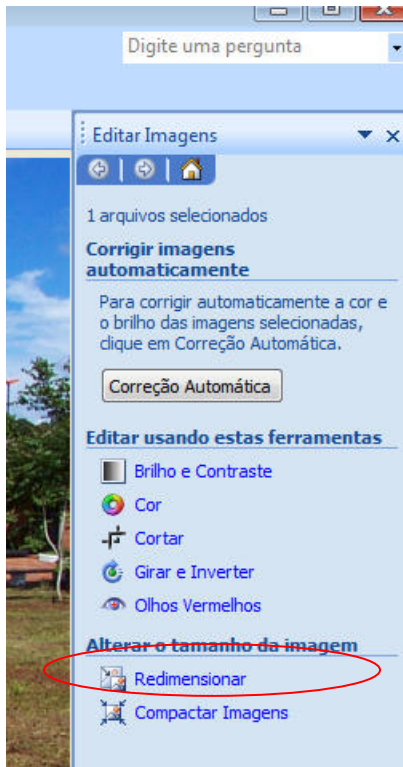 Digite uma pergunta
Editar Imagens
1 arquivos selecionados
Corrigir imagens
automaticamente
Para corrigir automaticamente a cor e
o brilho das imagens selecionadas,
clique em Correção Automática.
Correção Automática
Editar usando estas ferramentas
Brilho e Contraste
Cor
Cortar
Girar e Inverter
Olhos Vermelhos
Alterar o tamanho da imagem
Redimensionar
Compactar Imagens